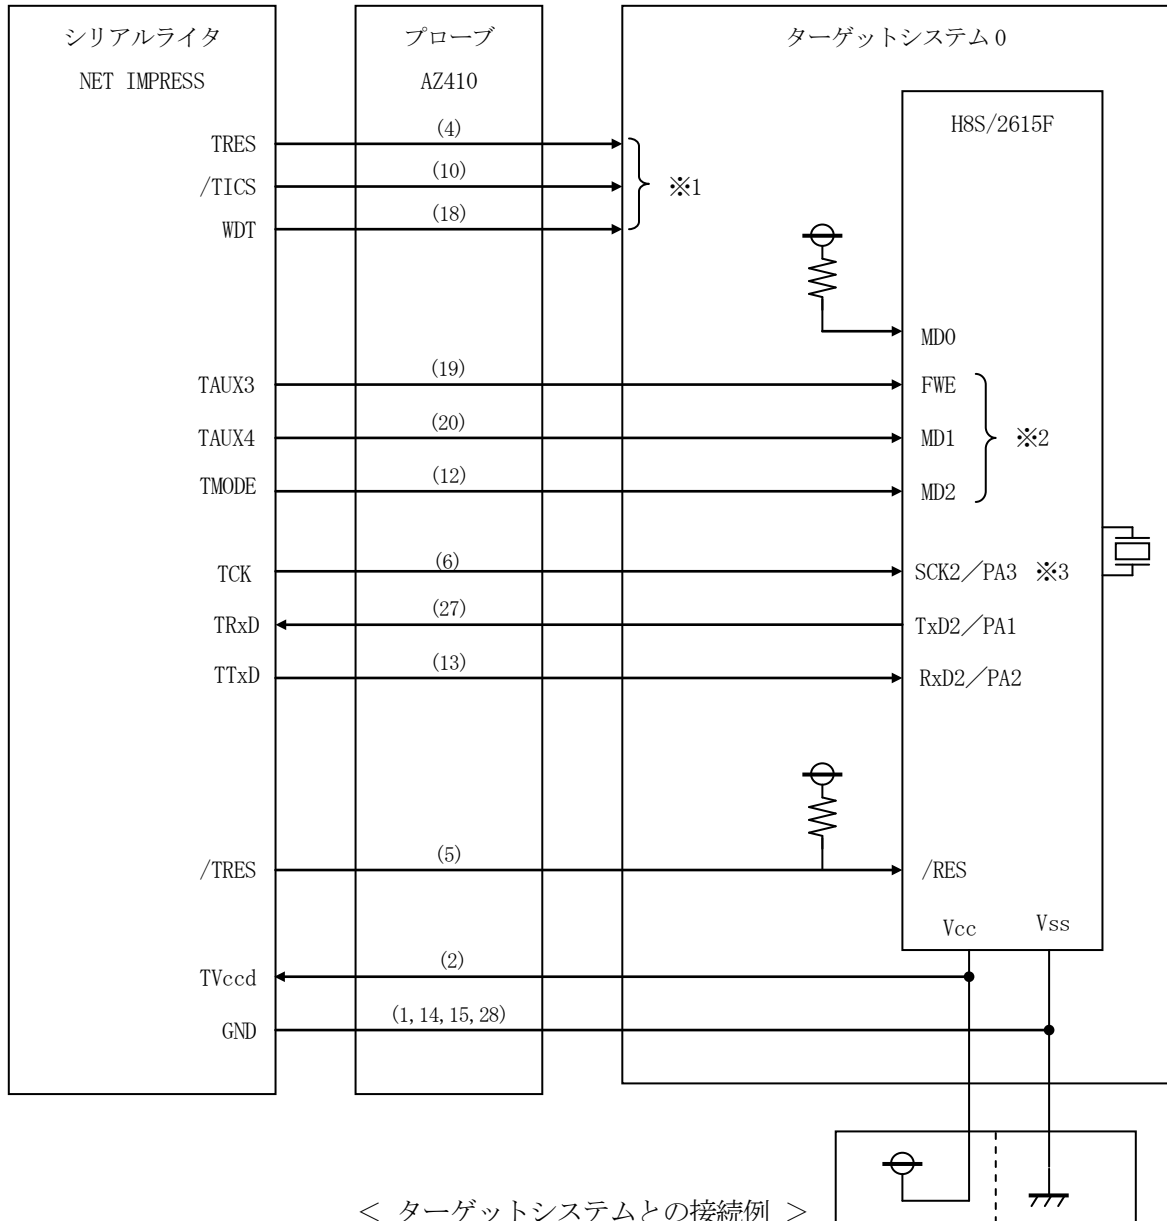 シリアルライタ
NET IMPRESS
プローブ
AZ410
ターゲットシステム0
H8S/2615F
TRES
(4)
/TICS
(10)
※1
WDT
(18)
MD0
TAUX3
(19)
FWE
TAUX4
(20)
MD1
※2
TMODE
(12)
MD2
TCK
(6)
SCK2／PA3 ※3
TRxD
(27)
TxD2／PA1
TTxD
(13)
RxD2／PA2
/TRES
(5)
/RES
Vcc
Vss
TVccd
(2)
GND
(1,14,15,28)
＜ ターゲットシステムとの接続例 ＞